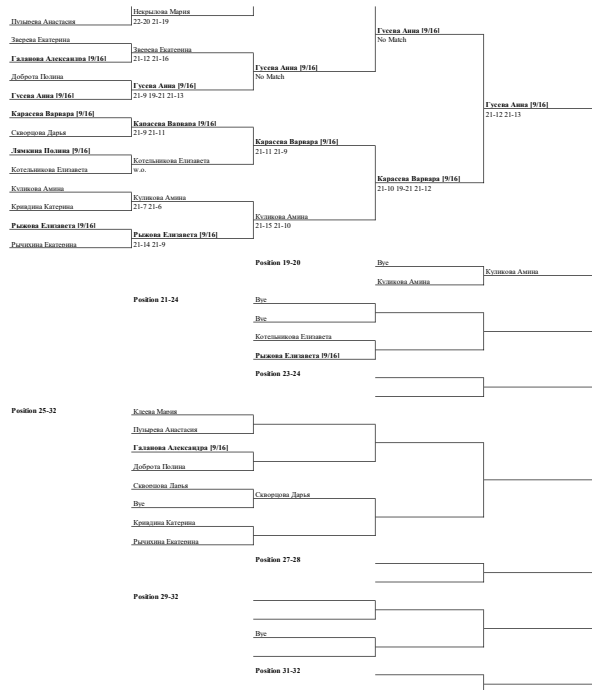 Некрылова Мария
Пузырева Анастасия
22-20 21-19
Гусева Анна [9/16]
Зверева Екатерина
No Match
Зверева Екатерина
Галанова Александра [9/16]
21-12 21-16
Гусева Анна [9/16]
Доброта Полина
No Match
Гусева Анна [9/16]
Гусева Анна [9/16]
21-9 19-21 21-13
Гусева Анна [9/16]
Карасева Варвара [9/16]
21-12 21-13
Карасева Варвара [9/16]
Скворцова Дарья
21-9 21-11
Карасева Варвара [9/16]
Лямкина Полина [9/16]
21-11 21-9
Котельникова Елизавета
Котельникова Елизавета
w.o.
Карасева Варвара [9/16]
Куликова Амина
21-10 19-21 21-12
Куликова Амина
Кривдина Катерина
21-7 21-6
Куликова Амина
Рыжова Елизавета [9/16]
21-15 21-10
Рыжова Елизавета [9/16]
Рычихина Екатерина
21-14 21-9
Position 19-20
Bye
Куликова Амина
Куликова Амина
Position 21-24
Bye
Bye
Котельникова Елизавета
Рыжова Елизавета [9/16]
Position 23-24
Position 25-32
Клеева Мария
Пузырева Анастасия
Галанова Александра [9/16]
Доброта Полина
Скворцова Дарья
Скворцова Дарья
Bye
Кривдина Катерина
Рычихина Екатерина
Position 27-28
Position 29-32
Bye
Position 31-32